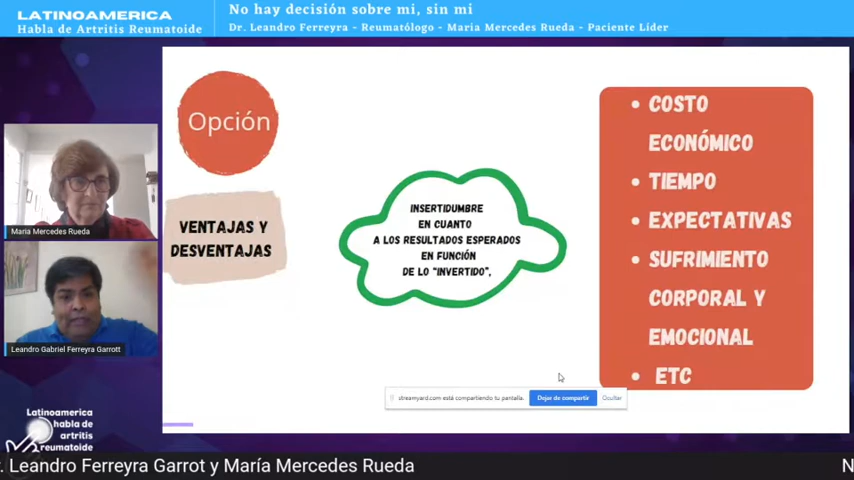 LATINOAMERICA
Habla de Artritis Reumatoide
No hay decisión sobre mi, sin mi
Dr. Leandro Ferreyra - Reumatólogo - María Mercedes Rueda - Paciente Líder
Opción
VENTAJAS Y
DESVENTAJAS
INSERTIDUMBRE
EN CUANTO
A LOS RESULTADOS ESPERADOS
EN FUNCIÓN
DE LO "INVERTIDO",
• COSTO
ECONÓMICO
• TIEMPO
• EXPECTATIVAS
• SUFRIMIENTO
CORPORAL Y
EMOCIONAL
• ETC
Maria Mercedes Rueda
Leandro Gabriel Ferreyra Garrott
streamyard.com está compartiendo tu pantalla.
Dejar de compartir
Ocultar
Latinoamerica
habla de
artritis
reumatoide
r. Leandro Ferreyra Garrot y María Mercedes Rueda
N